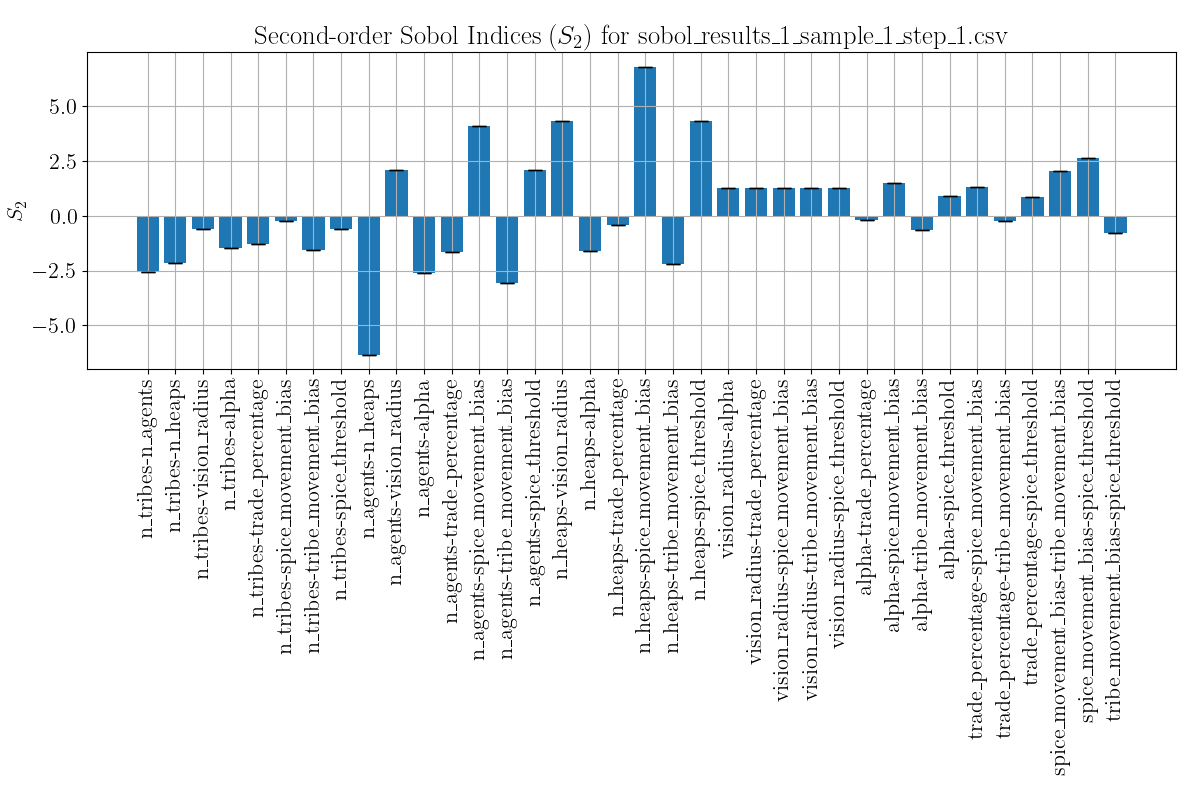 Second-order Sobol Indices (S₂) for sobol_results_1_sample_1_step_1.csv
S₂
5.0
2.5
0.0
−2.5
−5.0
n_tribes-n_agents
n_tribes-n_heaps
n_tribes-vision_radius
n_tribes-alpha
n_tribes-trade_percentage
n_tribes-spice_movement_bias
n_tribes-tribe_movement_bias
n_tribes-spice_threshold
n_agents-n_heaps
n_agents-vision_radius
n_agents-alpha
n_agents-trade_percentage
n_agents-spice_movement_bias
n_agents-tribe_movement_bias
n_agents-spice_threshold
n_heaps-vision_radius
n_heaps-alpha
n_heaps-trade_percentage
n_heaps-spice_movement_bias
n_heaps-tribe_movement_bias
n_heaps-spice_threshold
vision_radius-alpha
vision_radius-trade_percentage
vision_radius-spice_movement_bias
vision_radius-tribe_movement_bias
vision_radius-spice_threshold
alpha-trade_percentage
alpha-spice_movement_bias
alpha-tribe_movement_bias
alpha-spice_threshold
trade_percentage-spice_movement_bias
trade_percentage-tribe_movement_bias
trade_percentage-spice_threshold
spice_movement_bias-tribe_movement_bias
spice_movement_bias-spice_threshold
tribe_movement_bias-spice_threshold